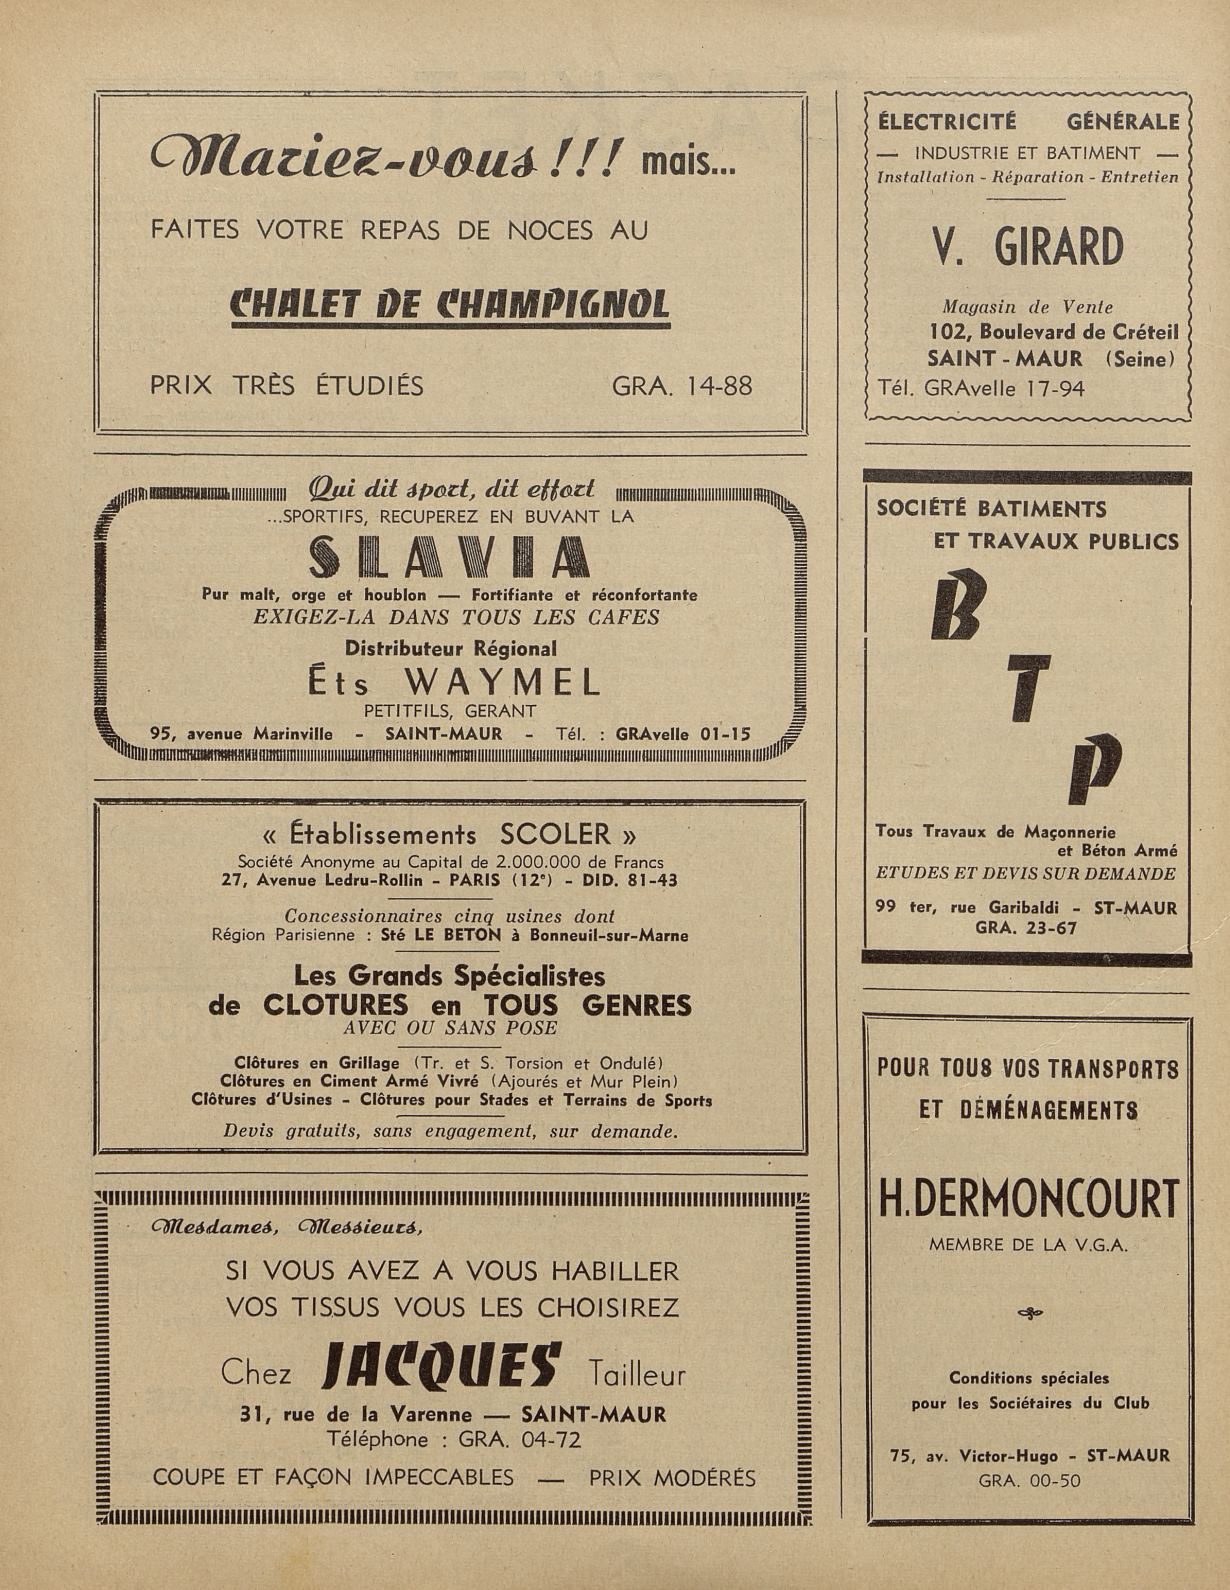 Mariez-vous !!! mais...
FAITES VOTRE REPAS DE NOCES AU
CHALET DE CHAMPIGNOL
PRIX TRÈS ÉTUDIÉS GRA. 14-88
Qui dit sport, dit effort
...SPORTIFS, RECUPEREZ EN BUVANT LA
SLAVIA
Pur malt, orge et houblon — Fortifiante et réconfortante
EXIGEZ-LA DANS TOUS LES CAFES
Distributeur Régional
Éts WAYMEL
PETITFILS, GERANT
95, avenue Marinville - SAINT-MAUR - Tél. : GRAvelle 01-15
« Établissements SCOLER »
Société Anonyme au Capital de 2.000.000 de Francs
27, Avenue Ledru-Rollin - PARIS (12e) - DID. 81-43
Concessionnaires cinq usines dont
Région Parisienne : Sté LE BETON à Bonneuil-sur-Marne
Les Grands Spécialistes
de CLOTURES en TOUS GENRES
AVEC OU SANS POSE
Clôtures en Grillage (Tr. et S. Torsion et Ondulé)
Clôtures en Ciment Armé Vivré (Ajourés et Mur Plein)
Clôtures d'Usines - Clôtures pour Stades et Terrains de Sports
Devis gratuits, sans engagement, sur demande.
Mesdames, Messieurs,
SI VOUS AVEZ A VOUS HABILLER
VOS TISSUS VOUS LES CHOISIREZ
Chez JACQUES Tailleur
31, rue de la Varenne — SAINT-MAUR
Téléphone : GRA. 04-72
COUPE ET FAÇON IMPECCABLES — PRIX MODÉRÉS
ÉLECTRICITÉ GÉNÉRALE
— INDUSTRIE ET BATIMENT —
Installation - Réparation - Entretien
V. GIRARD
Magasin de Vente
102, Boulevard de Créteil
SAINT-MAUR (Seine)
Tél. GRAvelle 17-94
SOCIÉTÉ BATIMENTS
ET TRAVAUX PUBLICS
B
T
P
Tous Travaux de Maçonnerie
et Béton Armé
ETUDES ET DEVIS SUR DEMANDE
99 ter, rue Garibaldi - ST-MAUR
GRA. 23-67
POUR TOUS VOS TRANSPORTS
ET DÉMÉNAGEMENTS
H. DERMONCOURT
MEMBRE DE LA V.G.A.
Conditions spéciales
pour les Sociétaires du Club
75, av. Victor-Hugo - ST-MAUR
GRA. 00-50